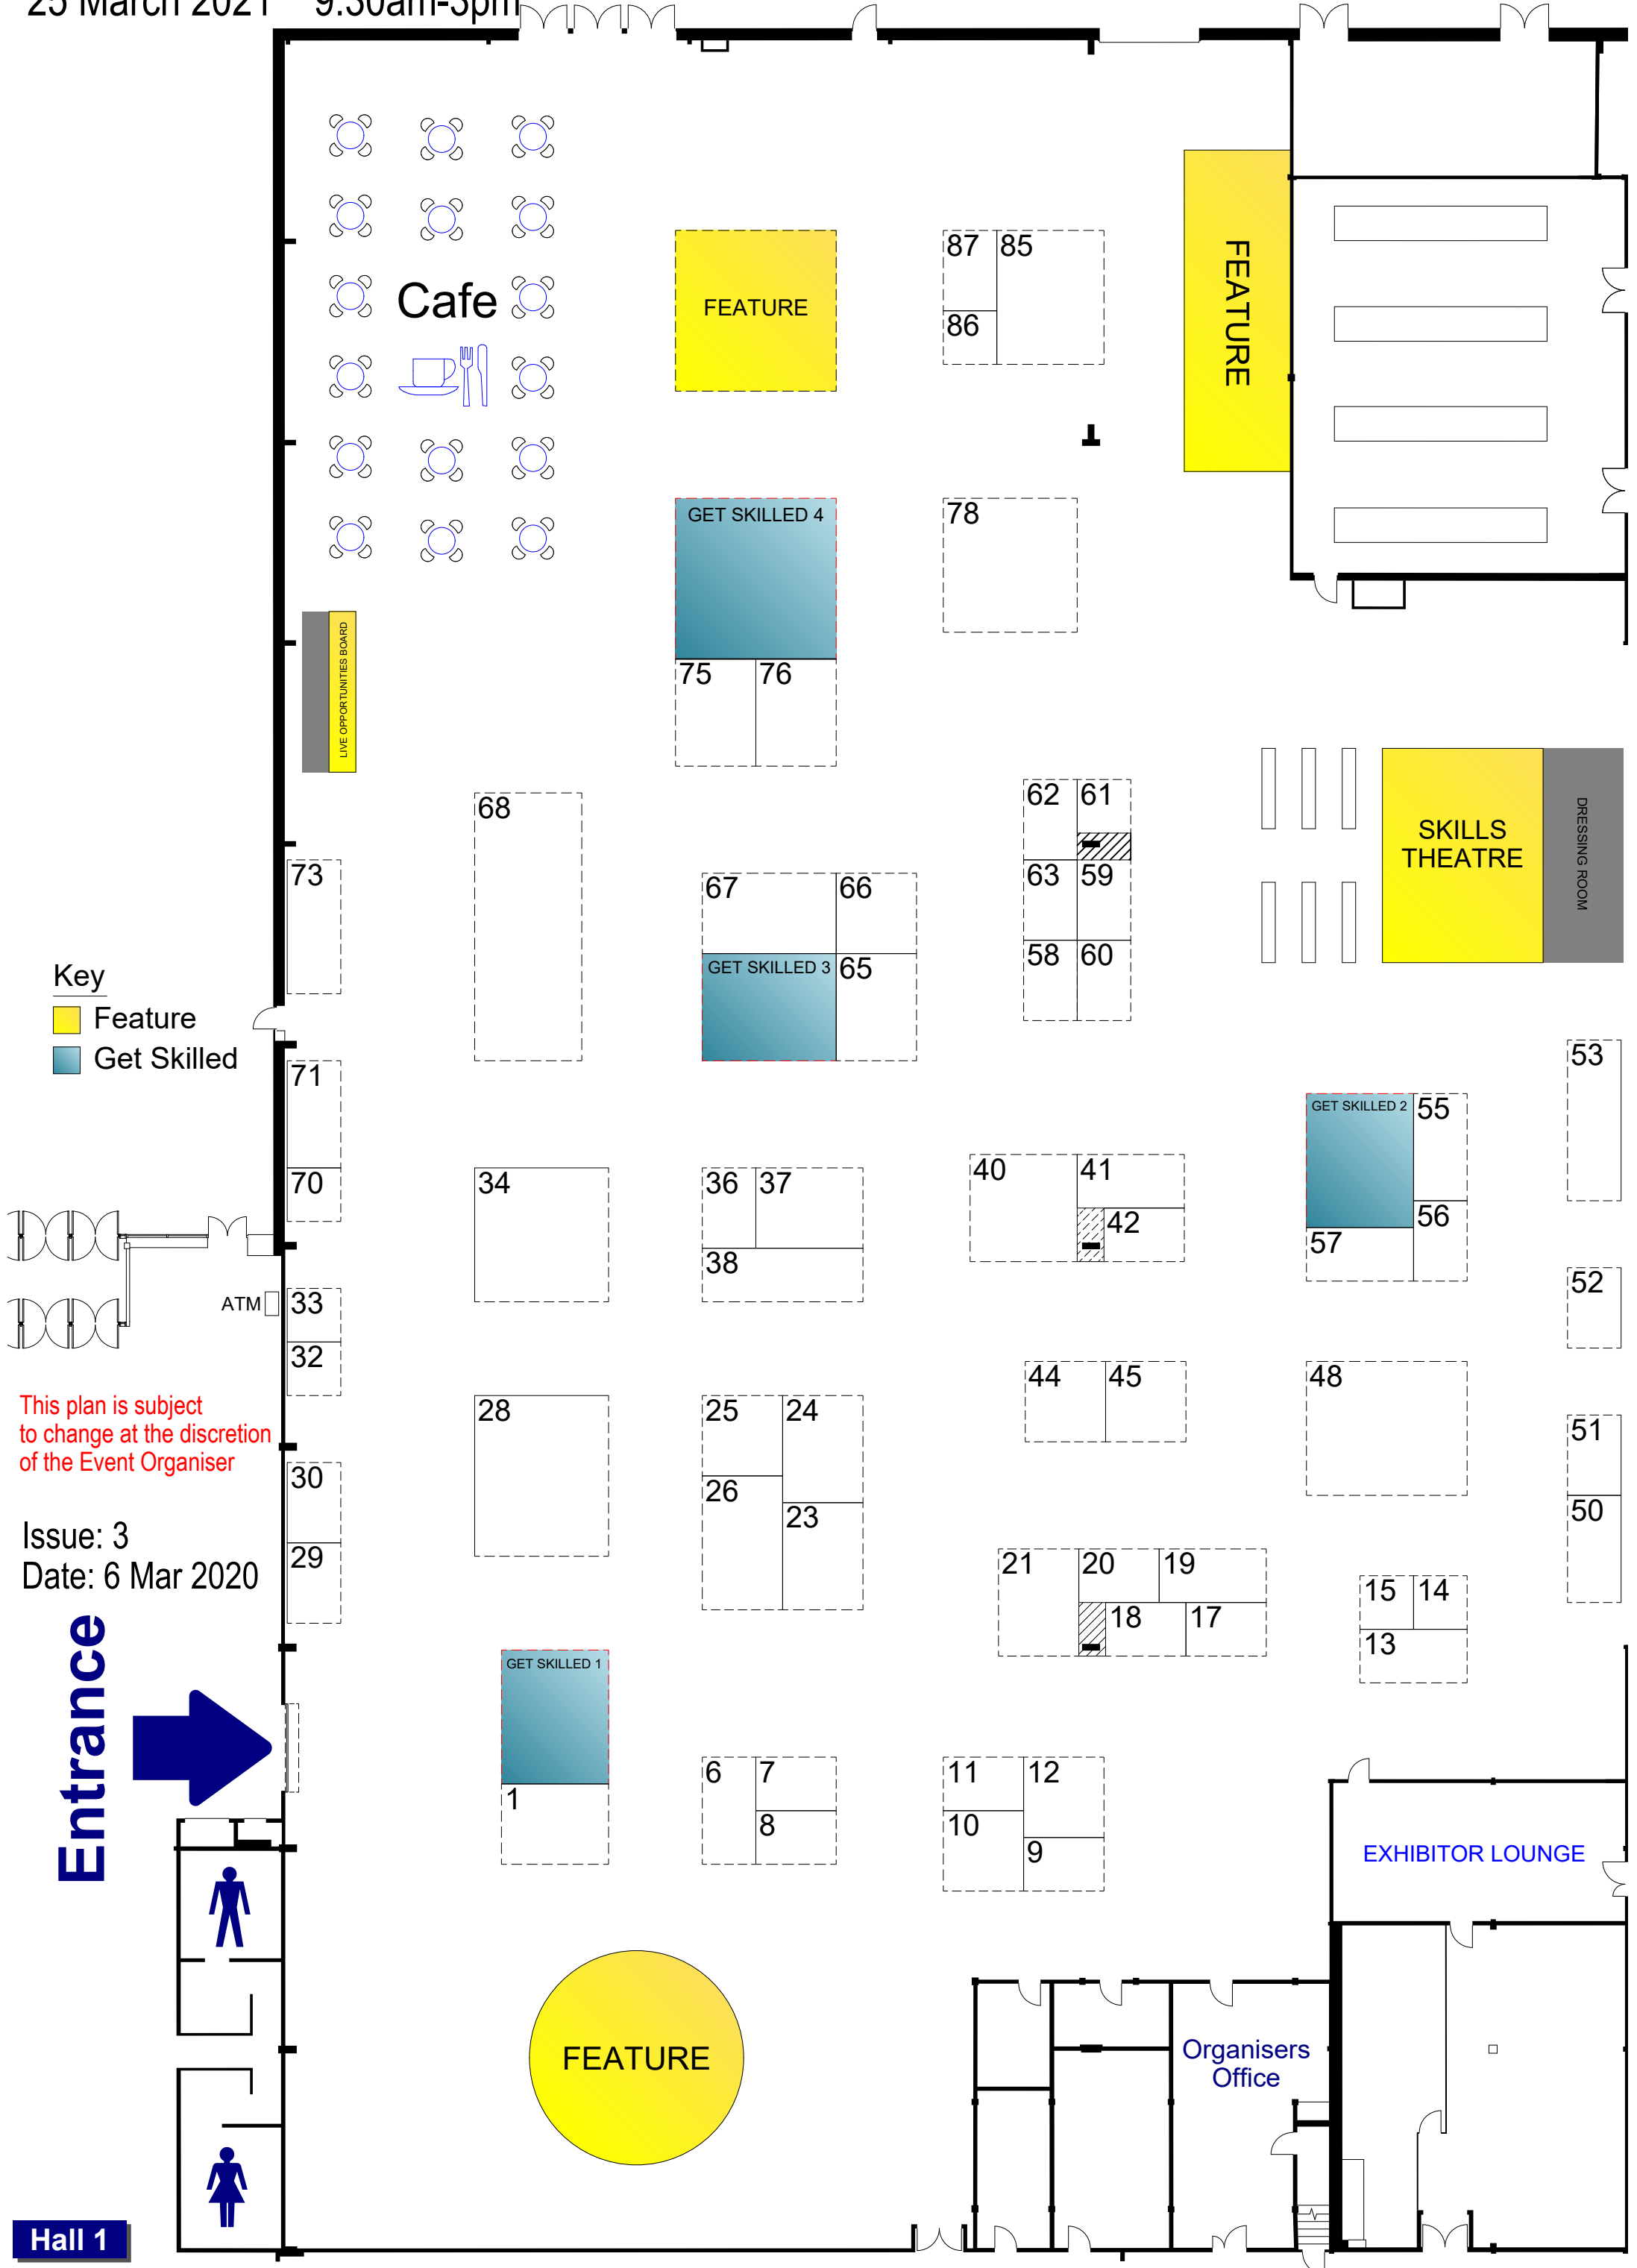 25 March 2021 9.30am-3pm
Cafe
FEATURE
87
85
86
FEATURE
GET SKILLED 4
78
75
76
LIVE OPPORTUNITIES BOARD
68
62
61
SKILLS
THEATRE
DRESSING ROOM
73
67
66
63
59
GET SKILLED 3
65
58
60
Key
Feature
Get Skilled
71
53
GET SKILLED 2
55
70
34
36
37
40
41
42
56
57
38
52
ATM
33
32
44
45
48
This plan is subject
to change at the discretion
of the Event Organiser
28
25
24
51
30
26
23
50
Issue: 3
Date: 6 Mar 2020
29
21
20
19
18
17
15
14
13
Entrance
GET SKILLED 1
1
6
7
8
11
12
10
9
EXHIBITOR LOUNGE
FEATURE
Organisers
Office
Hall 1